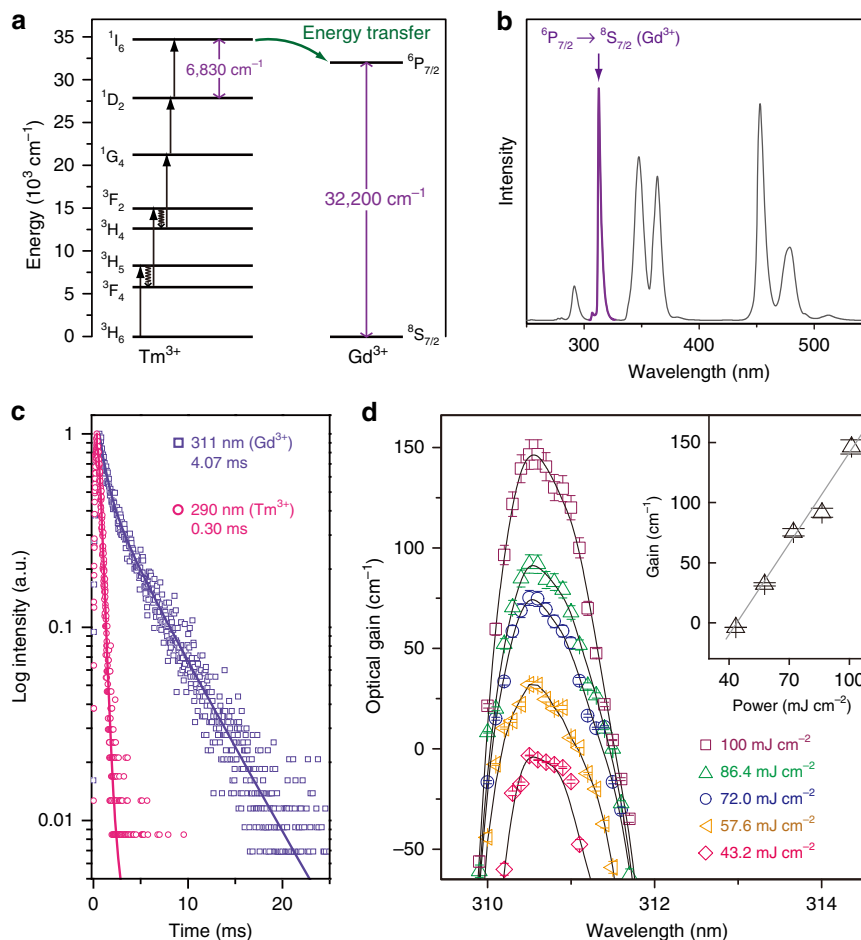 a
Energy (10³ cm⁻¹)
35
30
25
20
15
10
5
0
¹I₆
¹D₂
¹G₄
³F₂
³H₄
³H₅
³F₄
³H₆
6,830 cm⁻¹
Energy transfer
⁶P₇/₂
32,200 cm⁻¹
⁸S₇/₂
Tm³⁺
Gd³⁺
b
⁶P₇/₂ → ⁸S₇/₂ (Gd³⁺)
Intensity
300
400
500
Wavelength (nm)
c
Log intensity (a.u.)
1
0.1
0.01
311 nm (Gd³⁺)
4.07 ms
290 nm (Tm³⁺)
0.30 ms
0
10
20
Time (ms)
d
Optical gain (cm⁻¹)
150
100
50
0
−50
310
312
314
Wavelength (nm)
Gain (cm⁻¹)
150
100
50
0
40
70
100
Power (mJ cm⁻²)
100 mJ cm⁻²
86.4 mJ cm⁻²
72.0 mJ cm⁻²
57.6 mJ cm⁻²
43.2 mJ cm⁻²